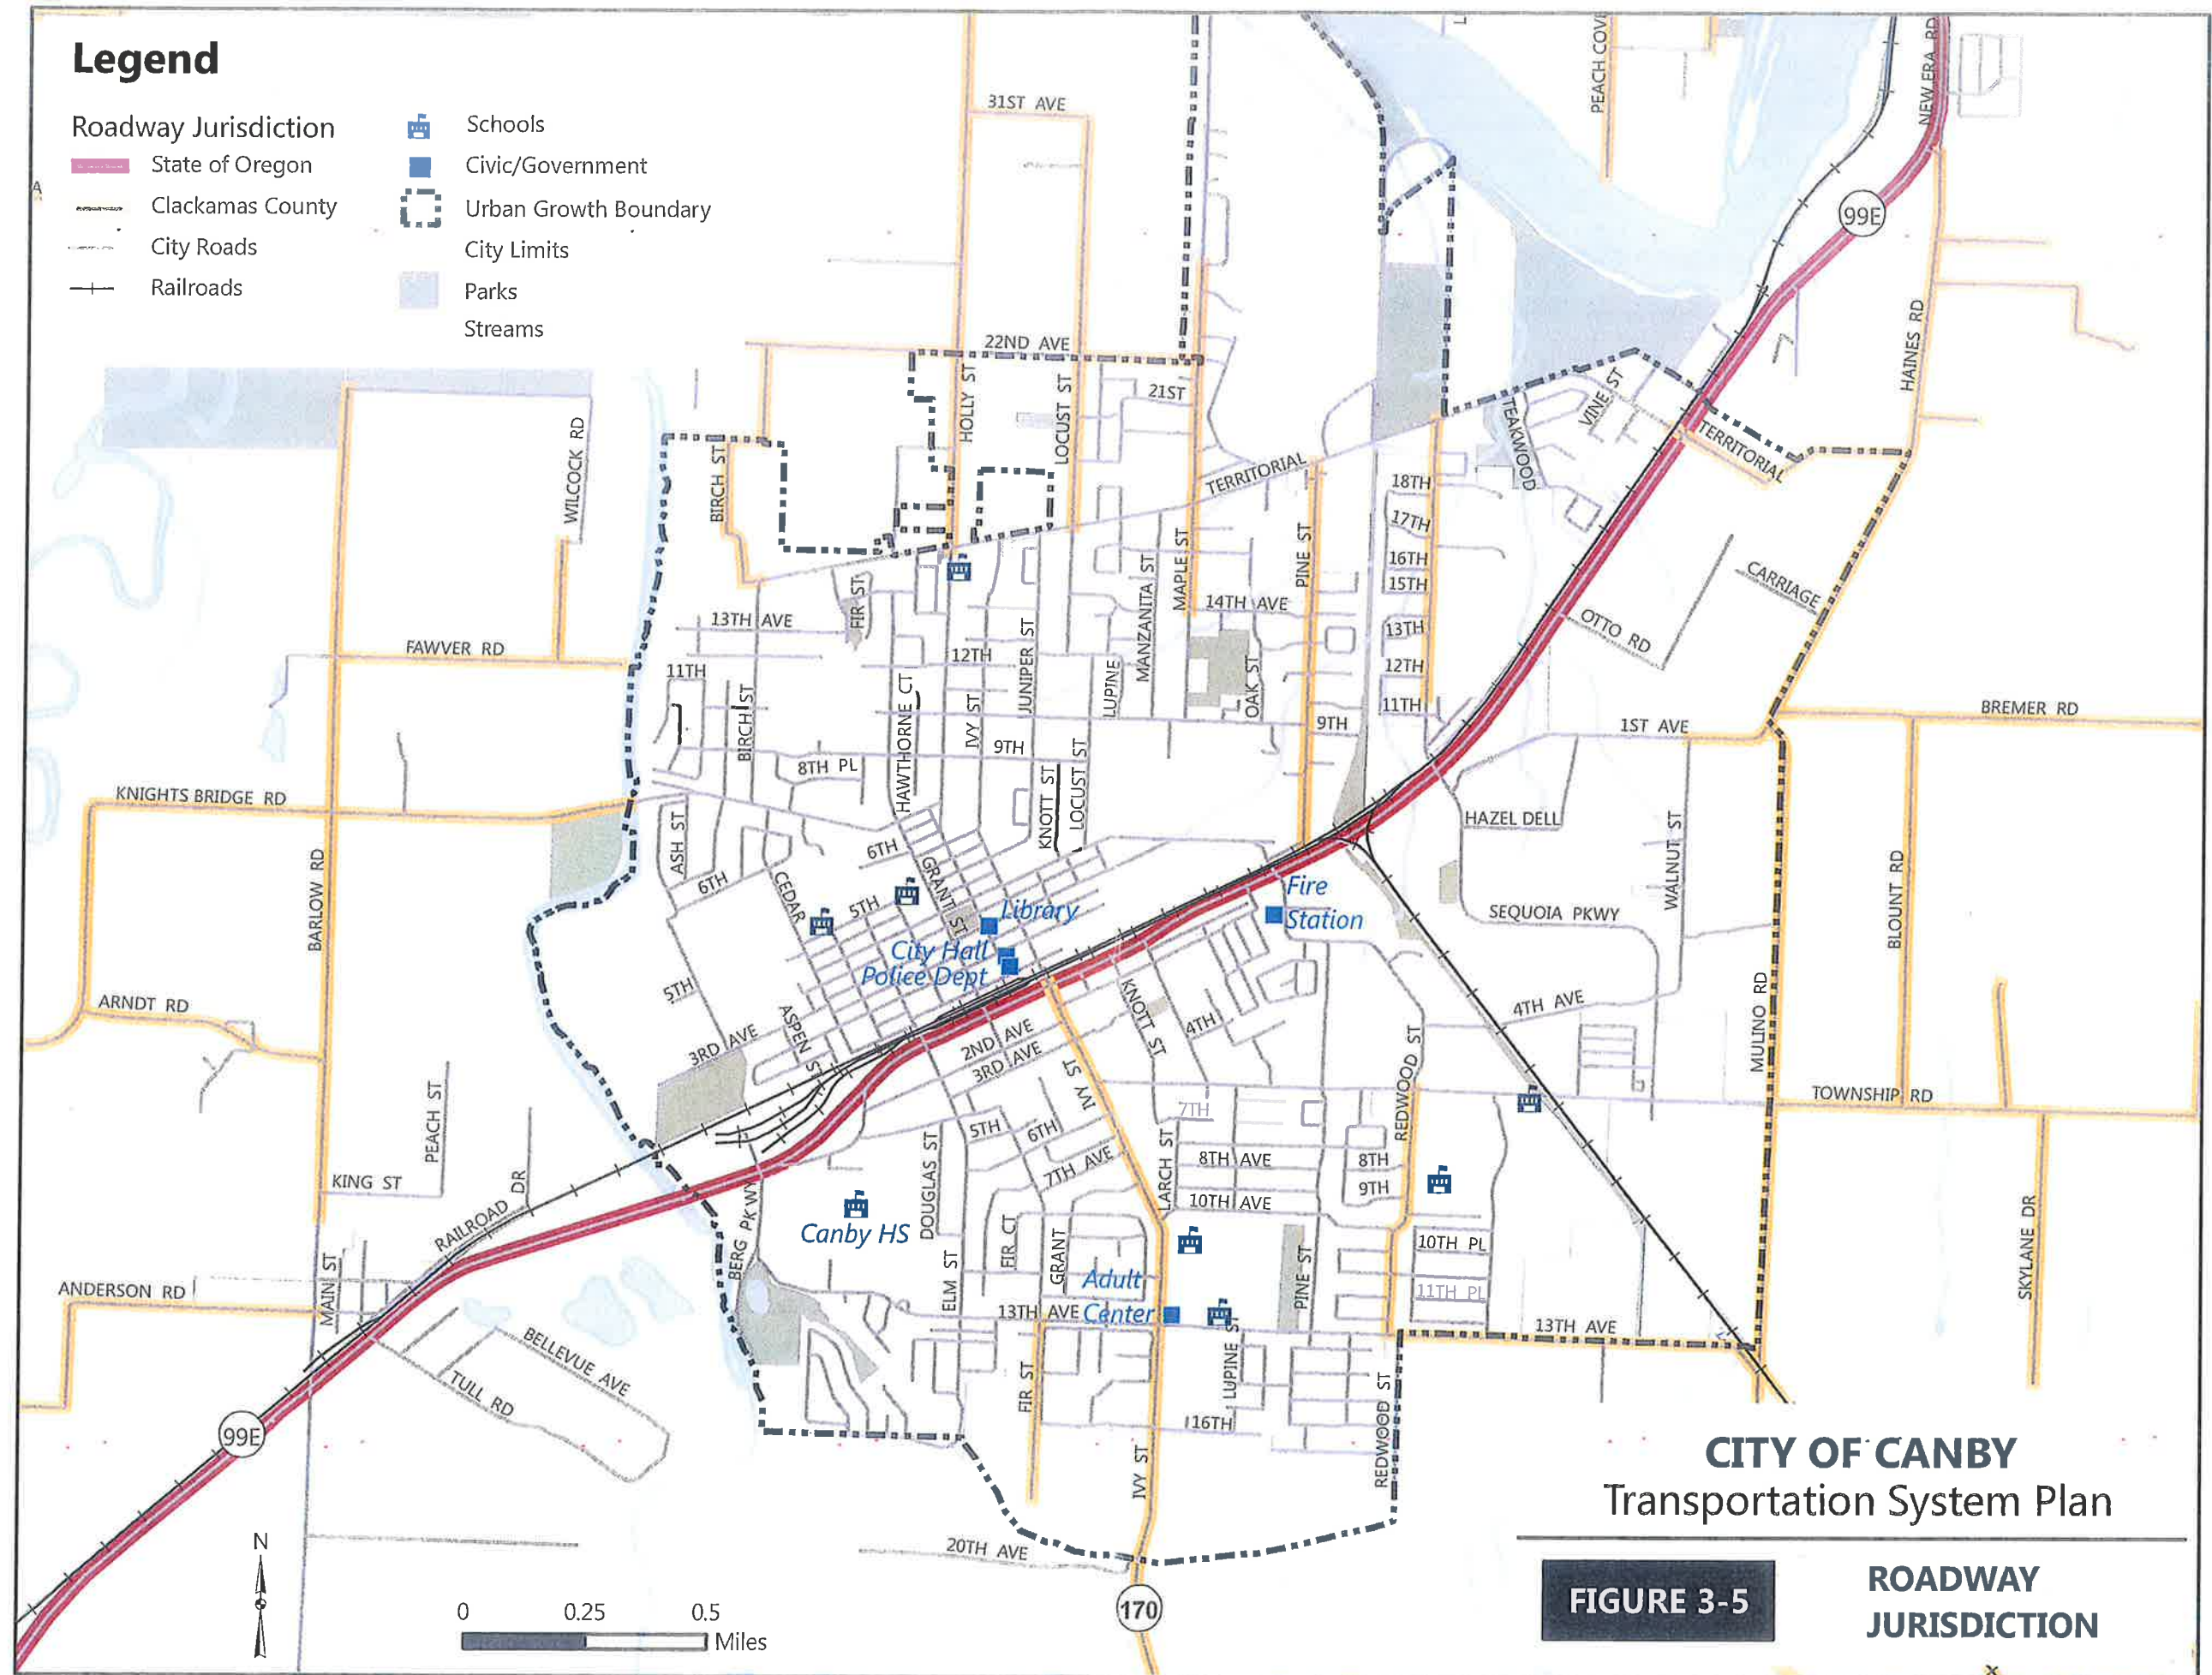 Legend
Roadway Jurisdiction
State of Oregon
Clackamas County
City Roads
Railroads
Schools
Civic/Government
Urban Growth Boundary
City Limits
Parks
Streams
A
31ST AVE
PEACH COV
NEW ERA RD
99E
22ND AVE
HOLLY ST
LOCUST ST
21ST
HAINES RD
VINE ST
TEAKWOOD
TERRITORIAL
TERRITORIAL
WILCOCK RD
BIRCH ST
18TH
17TH
16TH
15TH
13TH
12TH
11TH
PINE ST
MAPLE ST
MANZANITA ST
14TH AVE
CARRIAGE
OTTO RD
FIR ST
13TH AVE
12TH
JUNIPER ST
LUPINE
OAK ST
FAWVER RD
11TH
BIRCH ST
HAWTHORNE CT
IVY ST
9TH
9TH
1ST AVE
BREMER RD
8TH PL
KNOTT ST
LOCUST ST
KNIGHTS BRIDGE RD
HAZEL DELL
WALNUT ST
BARLOW RD
ASH ST
6TH
6TH
CEDAR
GRANT ST
5TH
Library
City Hall
Police Dept
Fire
Station
SEQUOIA PKWY
BLOUNT RD
MULINO RD
ARNDT RD
5TH
3RD AVE
ASPEN ST
2ND AVE
3RD AVE
IVY ST
KNOTT ST
4TH
4TH AVE
REDWOOD ST
TOWNSHIP RD
PEACH ST
KING ST
RAILROAD DR
5TH
6TH
7TH AVE
7TH
DOUGLAS ST
LARCH ST
8TH AVE
8TH
9TH
10TH AVE
Canby HS
BERG PKWY
FIR CT
GRANT
ELM ST
10TH PL
11TH PL
SKYLANE DR
ANDERSON RD
MAIN ST
Adult
Center
13TH AVE
PINE ST
13TH AVE
BELLEVUE AVE
TULL RD
FIR ST
LUPINE ST
16TH
REDWOOD ST
IVY ST
99E
20TH AVE
170
N
0 0.25 0.5
Miles
CITY OF CANBY
Transportation System Plan
FIGURE 3-5
ROADWAY
JURISDICTION